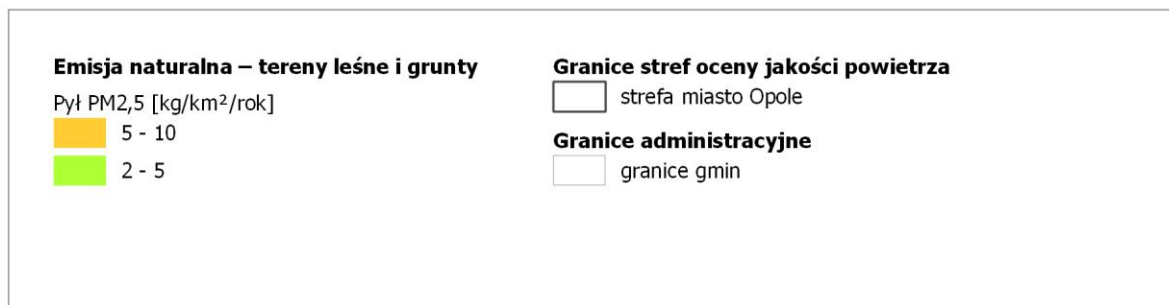 Emisja naturalna – tereny leśne i grunty
Pył PM2,5 [kg/km²/rok]
5 - 10
2 - 5
Granice stref oceny jakości powietrza
strefa miasto Opole
Granice administracyjne
granice gmin